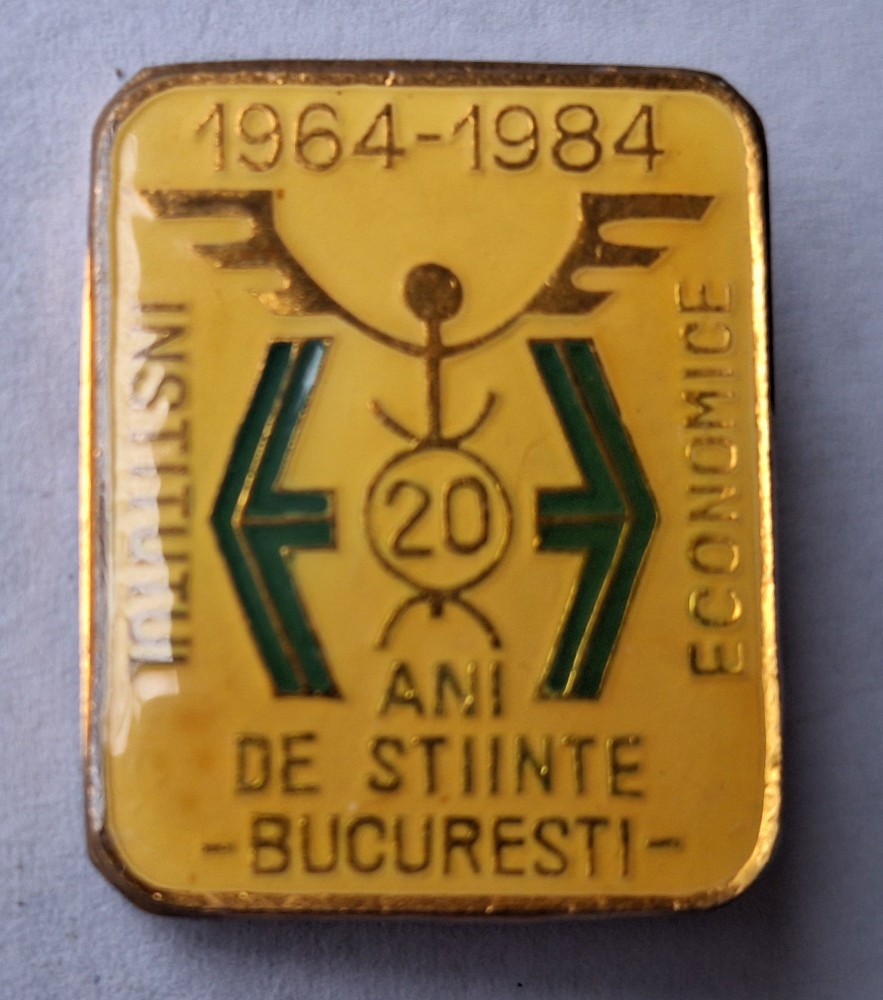 1964-1984
INSTITUTUL
20
ANI
DE STIINTE
ECONOMICE
-BUCURESTI-